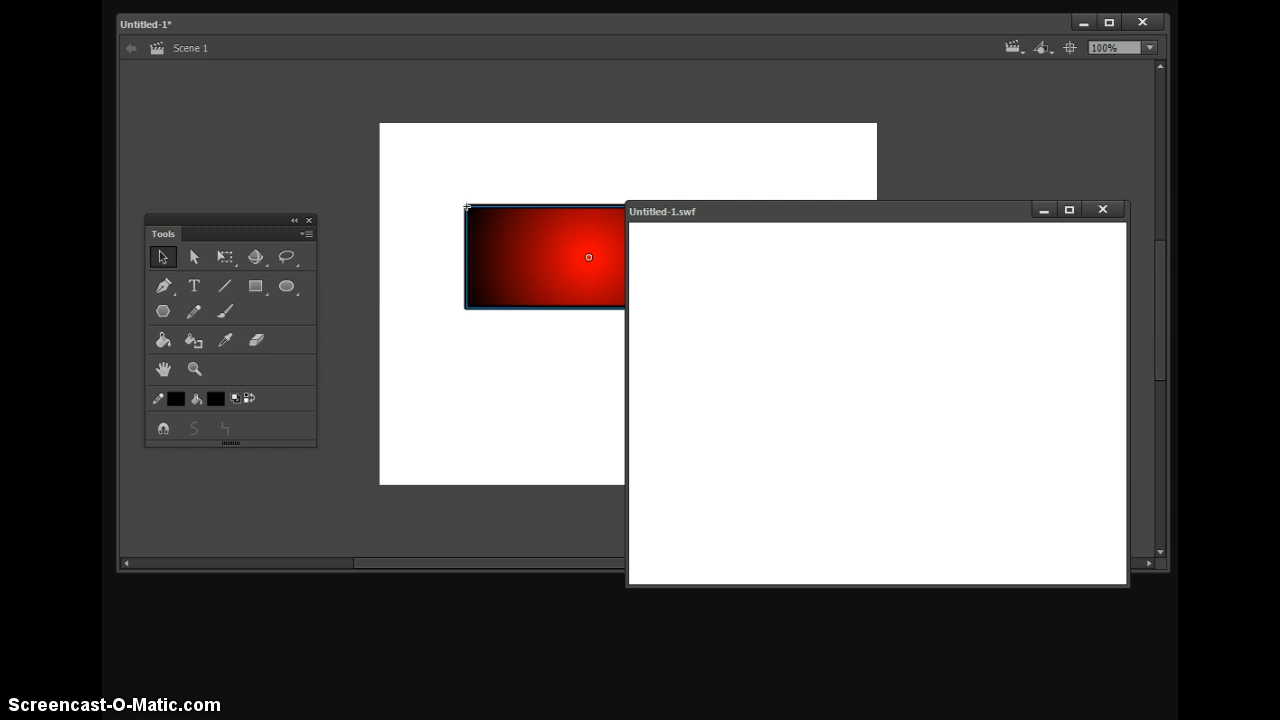 Untitled-1*
Scene 1
100%
Untitled-1.swf
Tools
T
Screencast-O-Matic.com